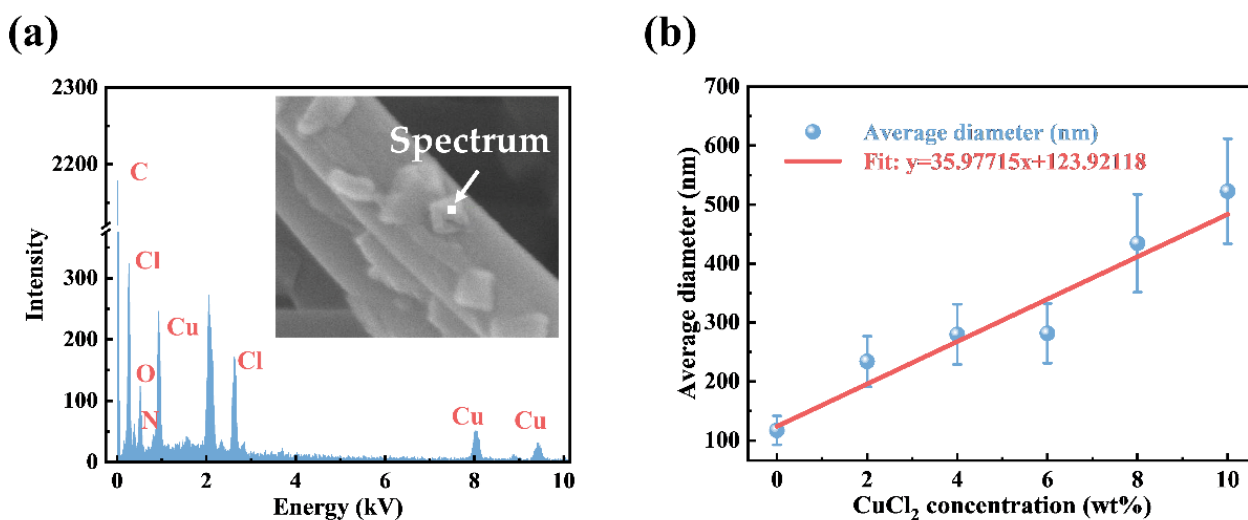 (a)
2300
2200
300
200
100
0
Intensity
C
Cl
Cu
O
N
Cl
Cu
Cu
Spectrum
0 2 4 6 8 10
Energy (kV)
(b)
700
600
500
400
300
200
100
Average diameter (nm)
Average diameter (nm)
Fit: y=35.97715x+123.92118
0 2 4 6 8 10
CuCl₂ concentration (wt%)